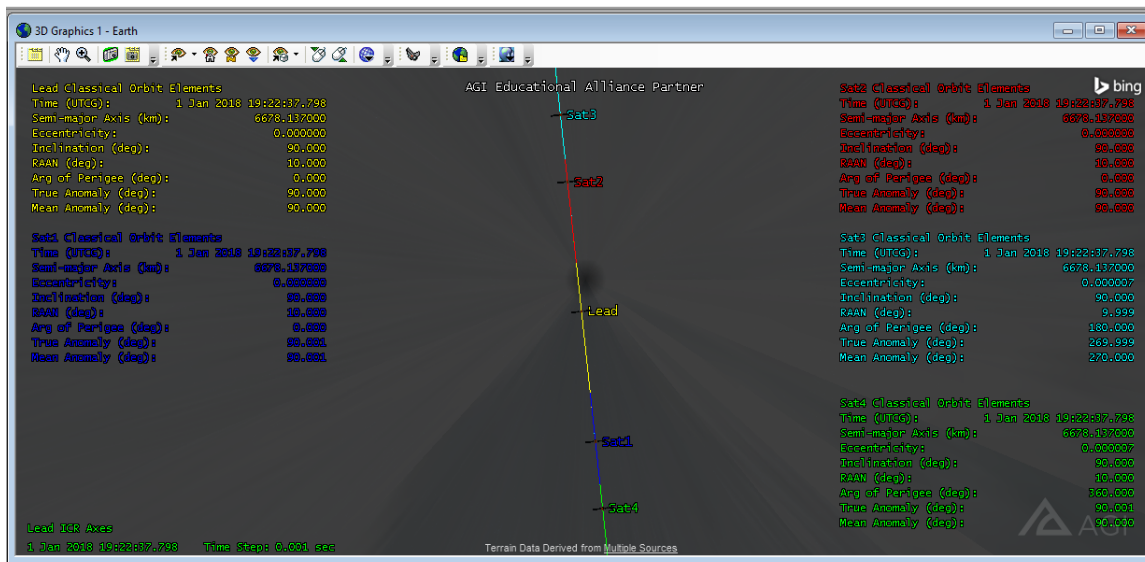 3D Graphics 1 - Earth
AGI Educational Alliance Partner
bing
Lead Classical Orbit Elements
Time (UTCG): 1 Jan 2018 19:22:37.798
Semi-major Axis (km): 6678.137000
Eccentricity: 0.000000
Inclination (deg): 90.000
RAAN (deg): 10.000
Arg of Perigee (deg): 0.000
True Anomaly (deg): 90.000
Mean Anomaly (deg): 90.000
Sat1 Classical Orbit Elements
Time (UTCG): 1 Jan 2018 19:22:37.798
Semi-major Axis (km): 6678.137000
Eccentricity: 0.000000
Inclination (deg): 90.000
RAAN (deg): 10.000
Arg of Perigee (deg): 0.000
True Anomaly (deg): 90.001
Mean Anomaly (deg): 90.001
Sat3
Sat2
Lead
Sat1
Sat4
Sat2 Classical Orbit Elements
Time (UTCG): 1 Jan 2018 19:22:37.798
Semi-major Axis (km): 6678.137000
Eccentricity: 0.000000
Inclination (deg): 90.000
RAAN (deg): 10.000
Arg of Perigee (deg): 0.000
True Anomaly (deg): 90.000
Mean Anomaly (deg): 90.000
Sat3 Classical Orbit Elements
Time (UTCG): 1 Jan 2018 19:22:37.798
Semi-major Axis (km): 6678.137000
Eccentricity: 0.000007
Inclination (deg): 90.000
RAAN (deg): 9.999
Arg of Perigee (deg): 180.000
True Anomaly (deg): 269.999
Mean Anomaly (deg): 270.000
Sat4 Classical Orbit Elements
Time (UTCG): 1 Jan 2018 19:22:37.798
Semi-major Axis (km): 6678.137000
Eccentricity: 0.000007
Inclination (deg): 90.000
RAAN (deg): 10.000
Arg of Perigee (deg): 360.000
True Anomaly (deg): 90.001
Mean Anomaly (deg): 90.000
AGI
Lead ICR Axes
1 Jan 2018 19:22:37.798 Time Step: 0.001 sec
Terrain Data Derived from Multiple Sources